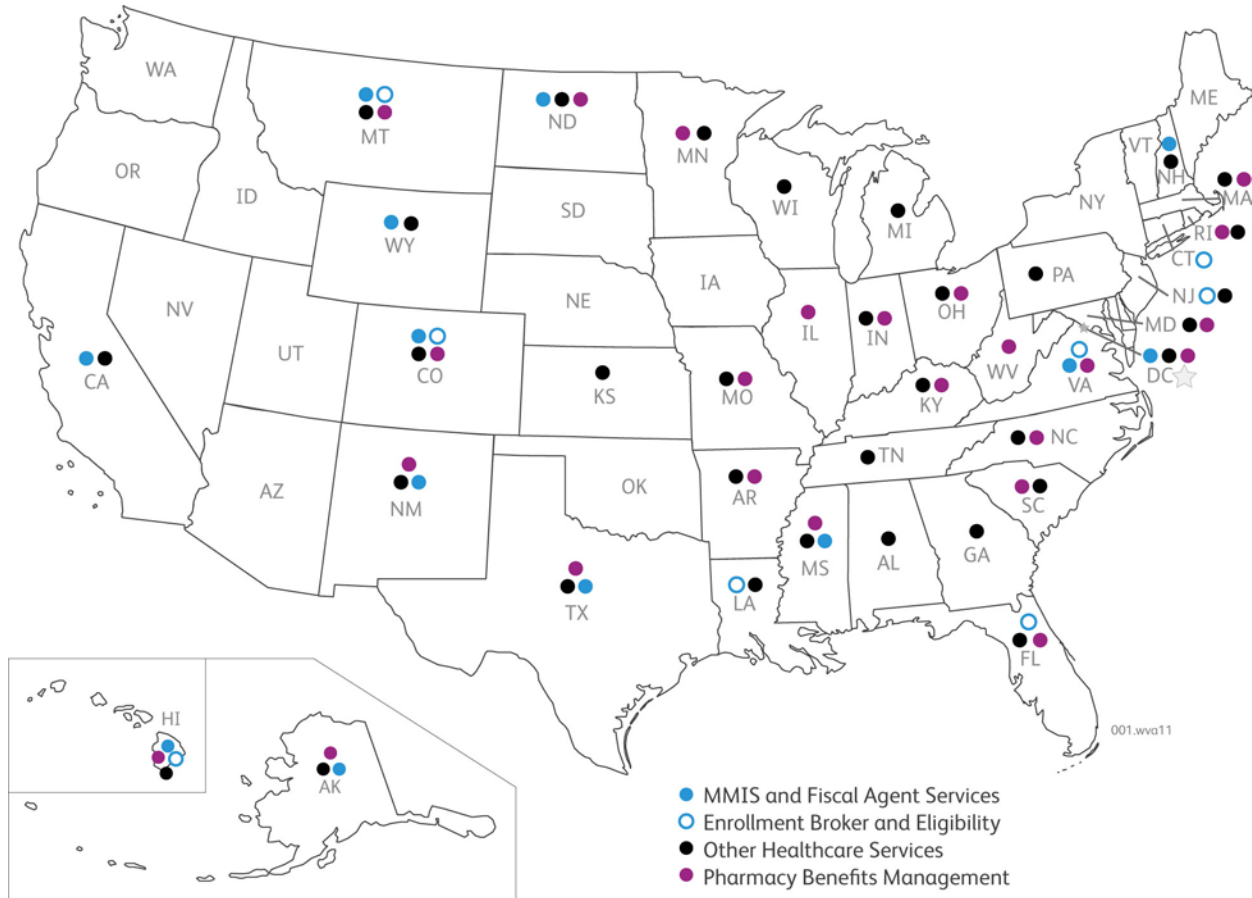 WA
MT
ND
MN
ME
VT
NH
OR
ID
WY
SD
WI
MI
NY
MA
RI
CT
NJ
MD
DC
PA
IA
NE
NV
UT
CO
CA
KS
MO
IL
IN
OH
WV
VA
KY
TN
NC
SC
AZ
NM
OK
AR
TX
LA
MS
AL
GA
FL
HI
AK
001.wva11
MMIS and Fiscal Agent Services
Enrollment Broker and Eligibility
Other Healthcare Services
Pharmacy Benefits Management